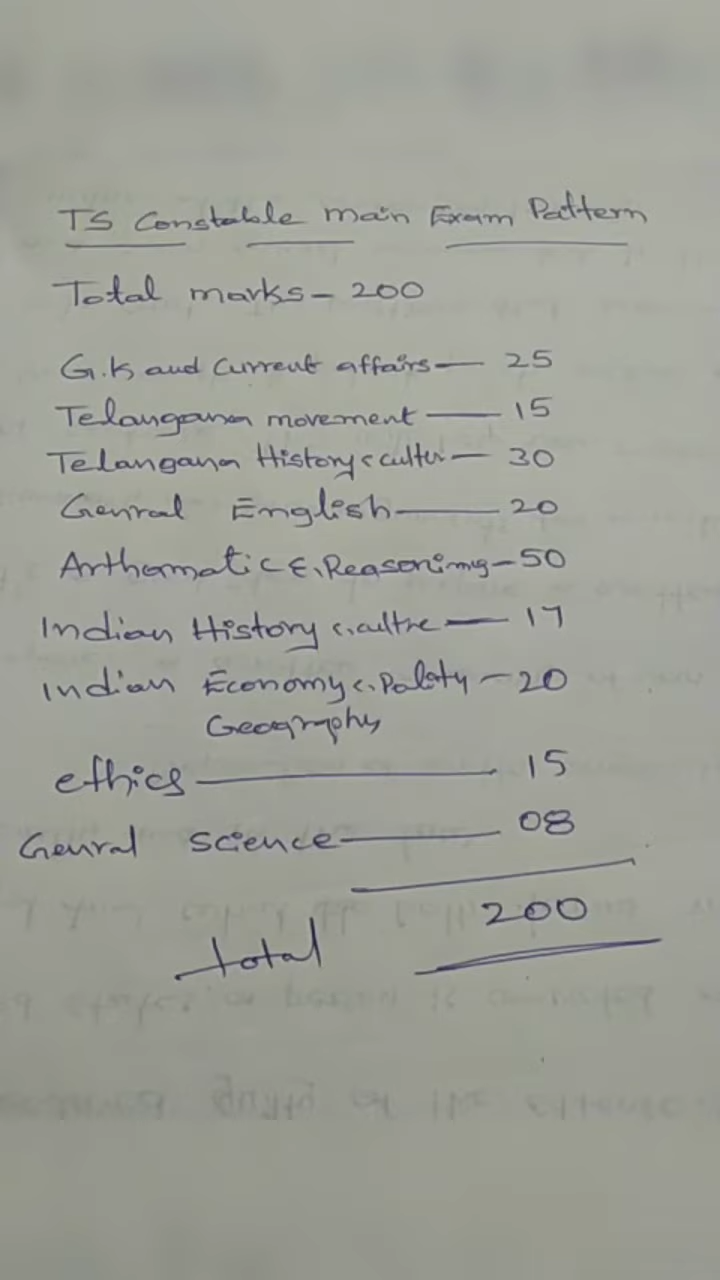 TS Constable main Exam Pattern
Total marks - 200
G.K and Current affairs — 25
Telangana movement — 15
Telangana History & cultur — 30
Genral English — 20
Arthamatic & Reasoning - 50
Indian History & cultre — 17
Indian Economy & Polity - 20
Geography
ethics — 15
Genral science — 08
200
total